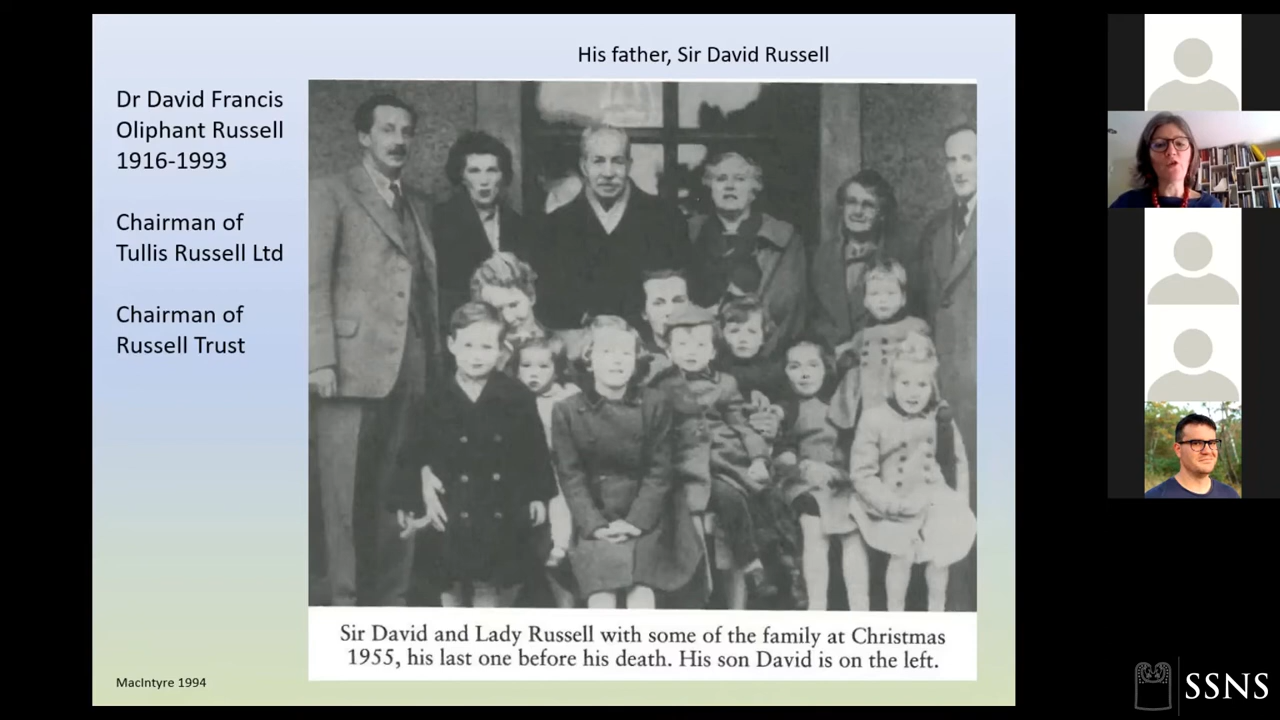 His father, Sir David Russell
Dr David Francis
Oliphant Russell
1916-1993
Chairman of
Tullis Russell Ltd
Chairman of
Russell Trust
Sir David and Lady Russell with some of the family at Christmas
1955, his last one before his death. His son David is on the left.
MacIntyre 1994
SSNS